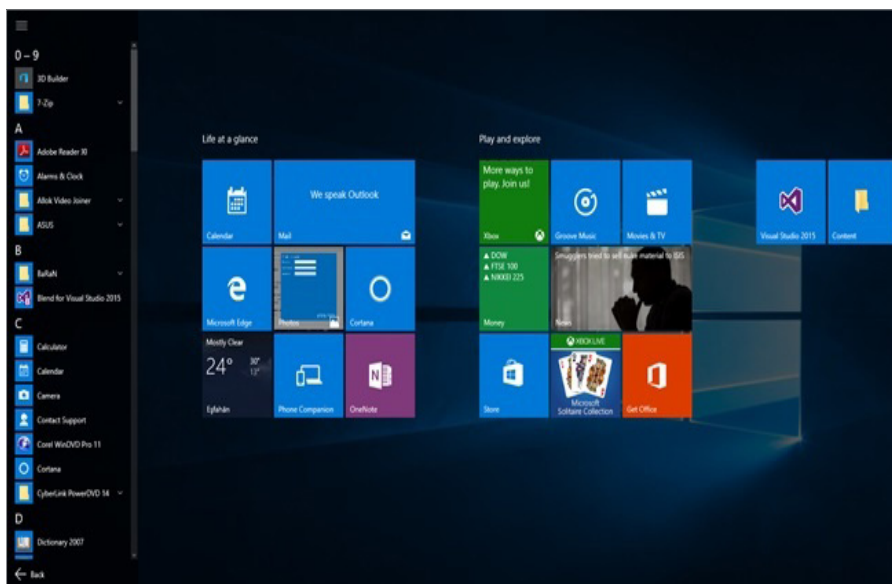 0 – 9
3D Builder
7-Zip
A
Adobe Reader XI
Alarms & Clock
Allok Video Joiner
ASUS
B
BaRaN
Blend for Visual Studio 2015
C
Calculator
Calendar
Camera
Contact Support
Corel WinDVD Pro 11
Cortana
CyberLink PowerDVD 14
D
Dictionary 2007
Back
Life at a glance
Calendar
We speak Outlook
Mail
Microsoft Edge
Photos
Cortana
Mostly Clear
24° 30°
12°
Eşfahān
Phone Companion
OneNote
Play and explore
More ways to
play. Join us!
Xbox
Groove Music
Movies & TV
▲ DOW
▲ FTSE 100
▲ NIKKEI 225
Money
Smugglers tried to sell nuke material to ISIS
News
Store
XBOX LIVE
Microsoft
Solitaire Collection
Get Office
Visual Studio 2015
Content